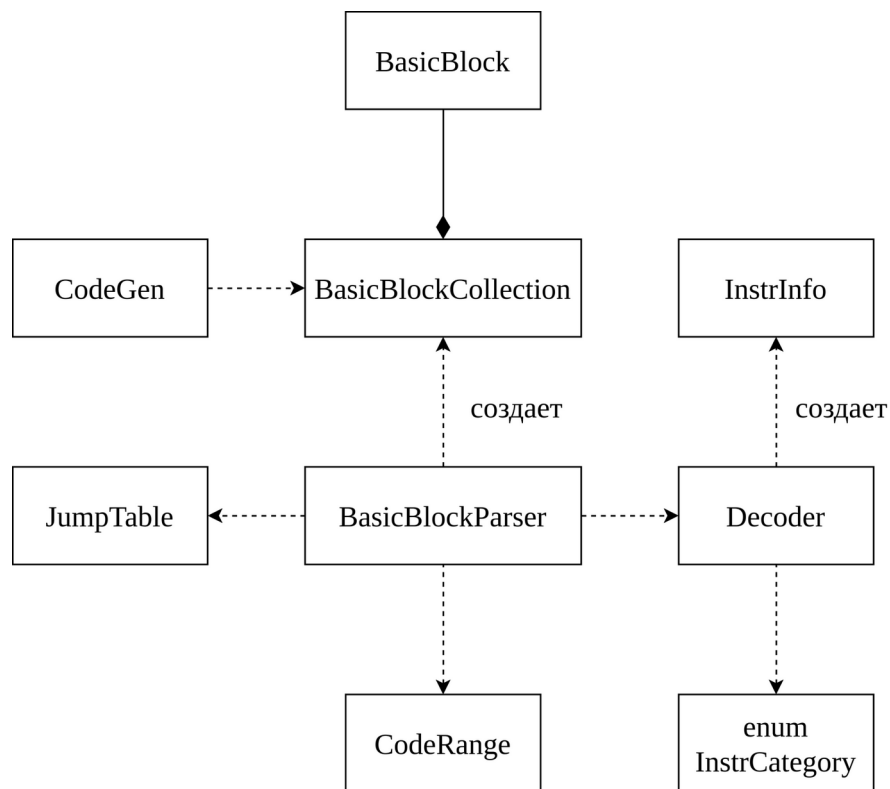 BasicBlock
CodeGen
BasicBlockCollection
InstrInfo
создает
создает
JumpTable
BasicBlockParser
Decoder
CodeRange
enum
InstrCategory